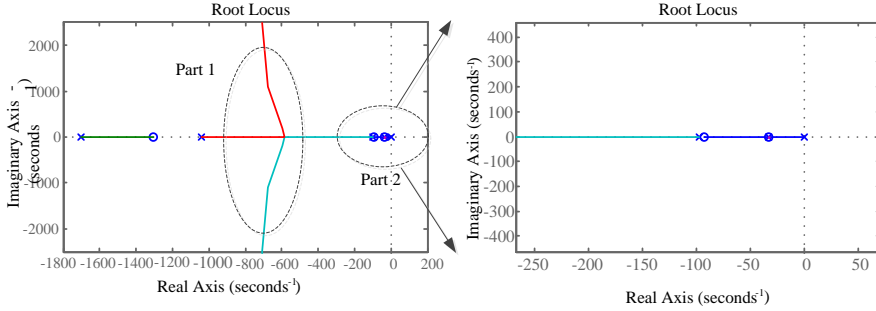 Root Locus
2000
1000
0
-1000
-2000
Imaginary Axis -1
(seconds
Part 1
Part 2
-1800 -1600 -1200 -1000 -800 -600 -400 -200 0 200
Real Axis (seconds-1)
Root Locus
400
300
200
100
0
-100
-200
-300
-400
Imaginary Axis (seconds-1)
-250 -200 -150 -100 -50 0 50
Real Axis (seconds-1)